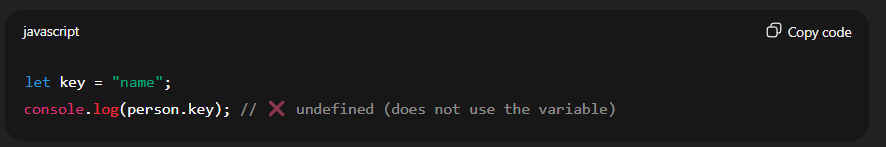 javascript
Copy code
let key = "name";
console.log(person.key); // ❌ undefined (does not use the variable)